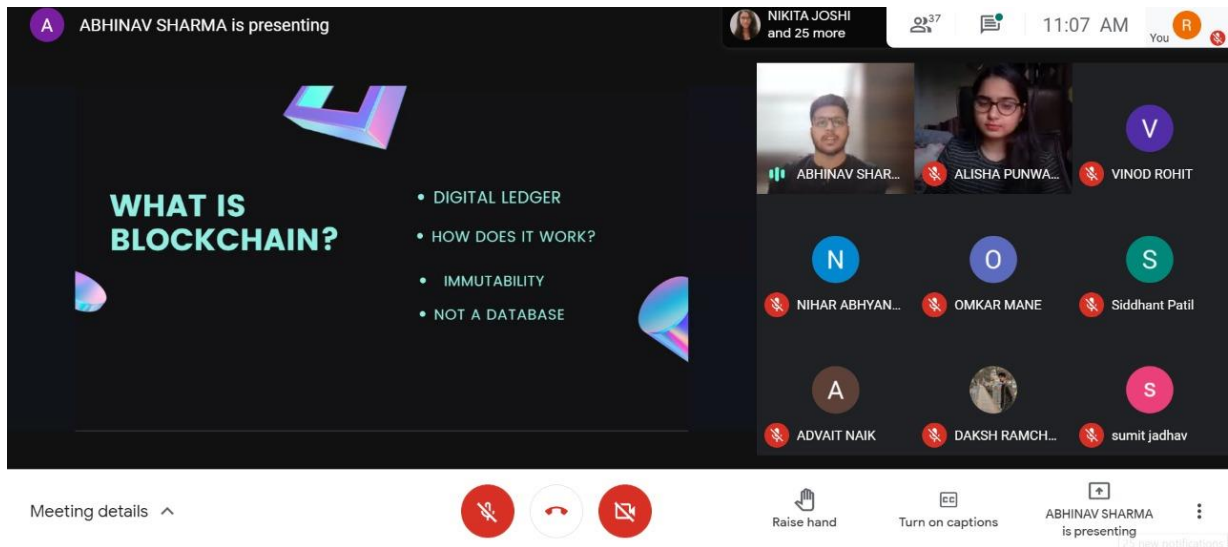 A ABHINAV SHARMA is presenting
NIKITA JOSHI
and 25 more
37
11:07 AM
You
R
WHAT IS
BLOCKCHAIN?
• DIGITAL LEDGER
• HOW DOES IT WORK?
• IMMUTABILITY
• NOT A DATABASE
ABHINAV SHAR...
ALISHA PUNWA...
V
VINOD ROHIT
N
NIHAR ABHYAN...
O
OMKAR MANE
S
Siddhant Patil
A
ADVAIT NAIK
DAKSH RAMCH...
s
sumit jadhav
Meeting details
Raise hand
CC
Turn on captions
ABHINAV SHARMA
is presenting
new notifications